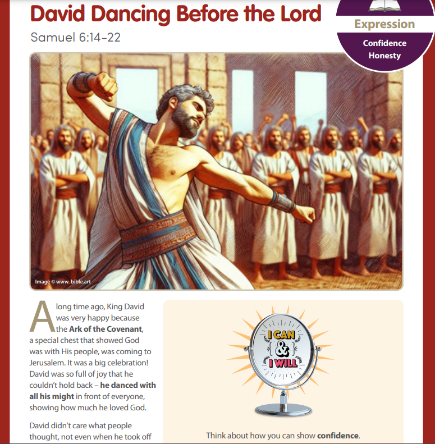 David Dancing Before the Lord
Samuel 6:14–22
Expression
Confidence
Honesty
Image © www. bible.art
A long time ago, King David
was very happy because
the Ark of the Covenant,
a special chest that showed God
was with His people, was coming to
Jerusalem. It was a big celebration!
David was so full of joy that he
couldn't hold back – he danced with
all his might in front of everyone,
showing how much he loved God.
David didn't care what people
thought, not even when he took off
I CAN
&
I WILL
Think about how you can show confidence.